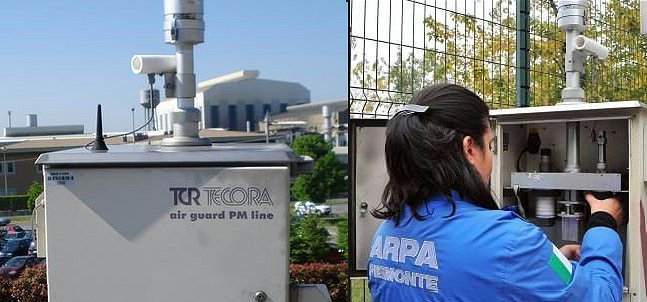 TCR TECORA
air guard PM line
ARPA
PIEMONTE